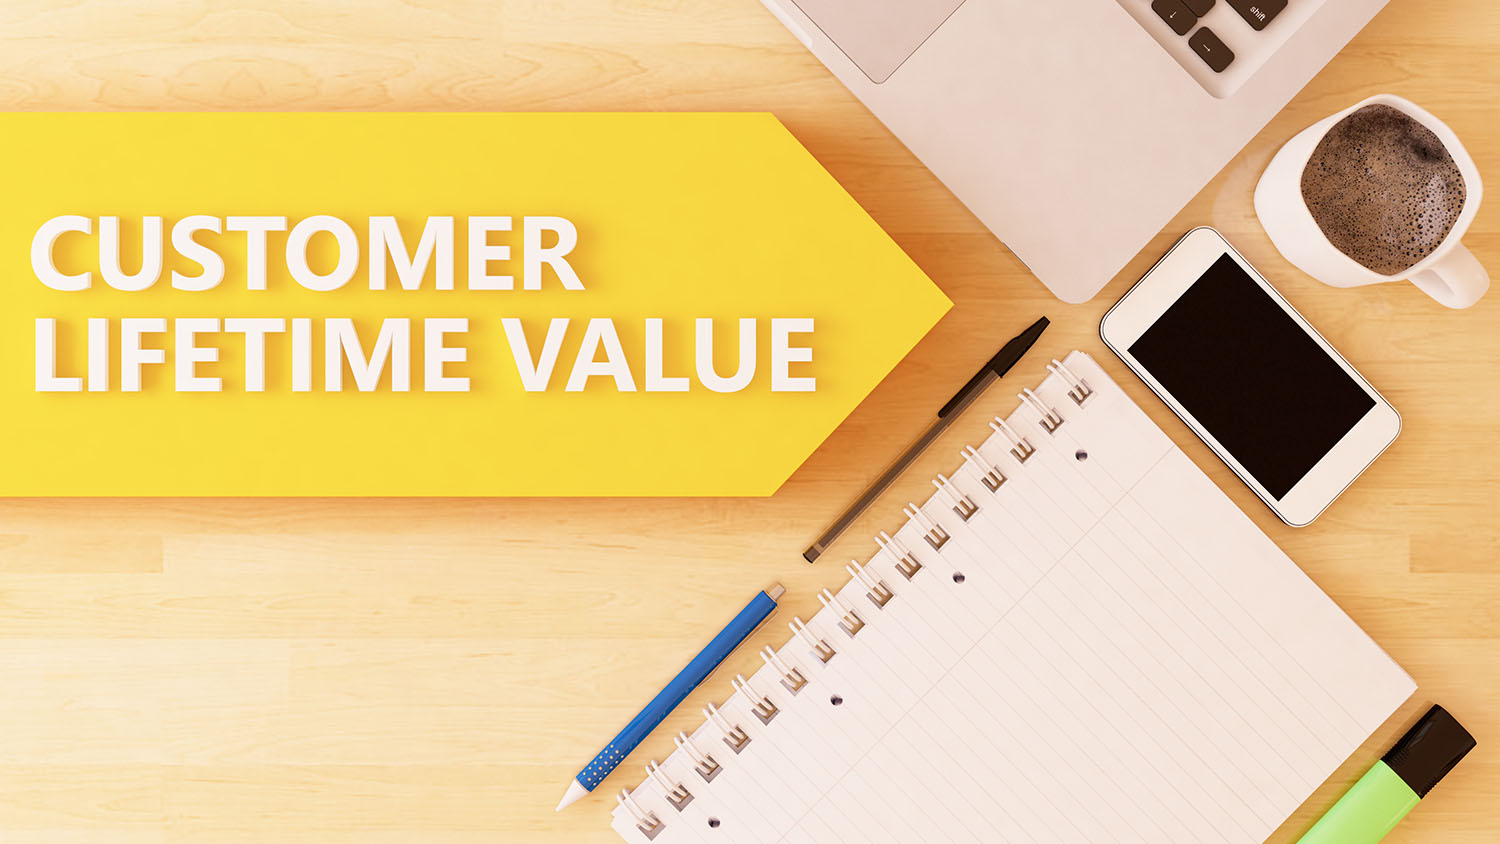 CUSTOMER
LIFETIME VALUE
shift
↓
→